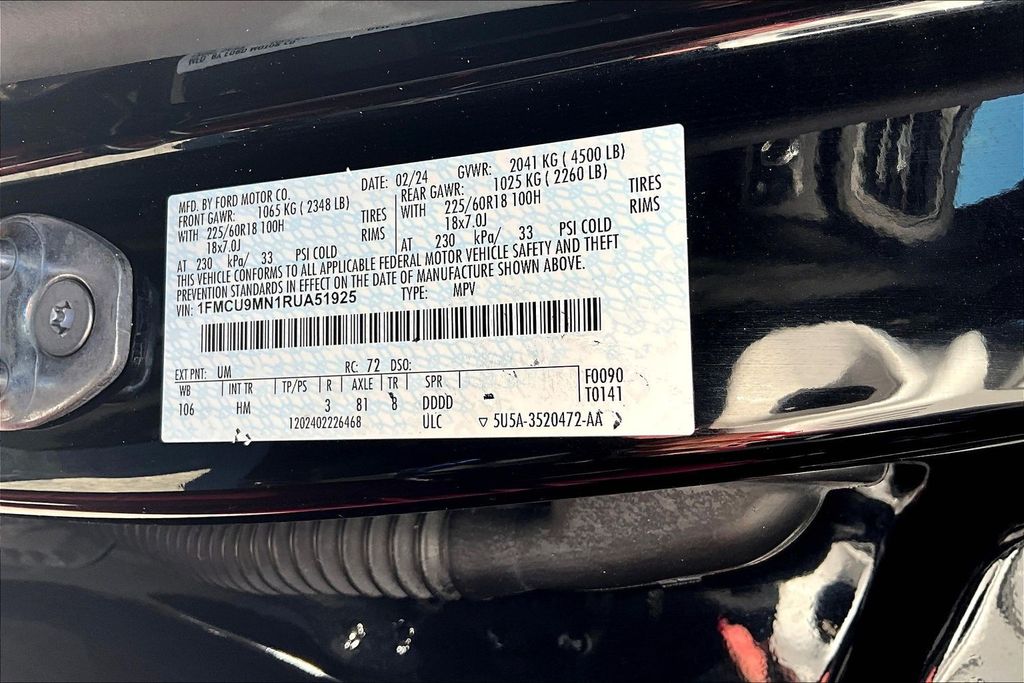 MFD. BY FORD MOTOR CO. DATE: 02/24 GVWR: 2041 KG ( 4500 LB)
FRONT GAWR: 1065 KG ( 2348 LB) REAR GAWR: 1025 KG ( 2260 LB)
WITH 225/60R18 100H TIRES WITH 225/60R18 100H TIRES
18x7.0J RIMS 18x7.0J RIMS
AT 230 kPa/ 33 PSI COLD AT 230 kPa/ 33 PSI COLD
THIS VEHICLE CONFORMS TO ALL APPLICABLE FEDERAL MOTOR VEHICLE SAFETY AND THEFT
PREVENTION STANDARDS IN EFFECT ON THE DATE OF MANUFACTURE SHOWN ABOVE.
VIN: 1FMCU9MN1RUA51925 TYPE: MPV
EXT PNT: UM RC: 72 DSO:
WB INT TR TP/PS R AXLE TR SPR F0090
106 HM 3 81 8 DDDD T0141
1202402226468 ULC ▽ 5U5A-3520472-AA